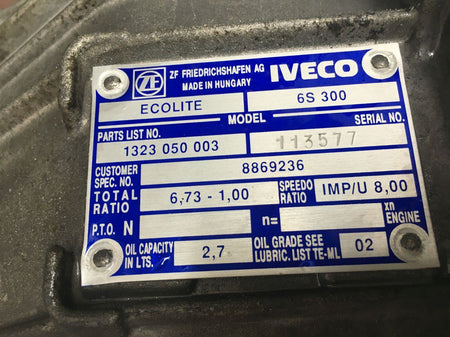 ZF
ZF FRIEDRICHSHAFEN AG
MADE IN HUNGARY
IVECO
ECOLITE 6S 300
MODEL
PARTS LIST NO. SERIAL NO.
1323 050 003 113577
CUSTOMER SPEC. NO. 8869236
TOTAL RATIO 6,73 - 1,00 SPEEDO RATIO IMP/U 8,00
P.T.O. N n= xn ENGINE
OIL CAPACITY IN LTS. 2,7 OIL GRADE SEE LUBRIC. LIST TE-ML 02